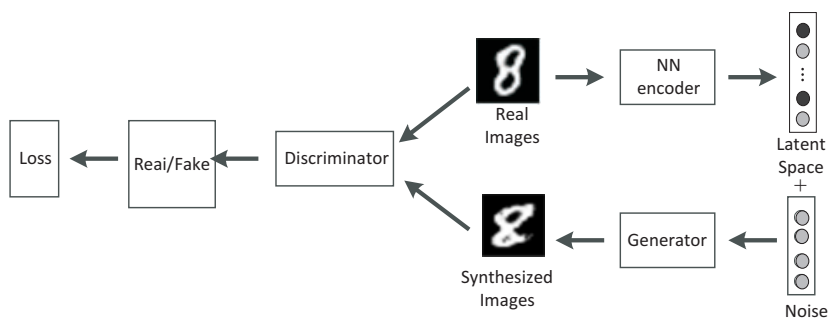 Loss
Reai/Fake
Discriminator
Real
Images
NN
encoder
Latent
Space
+
Synthesized
Images
Generator
Noise